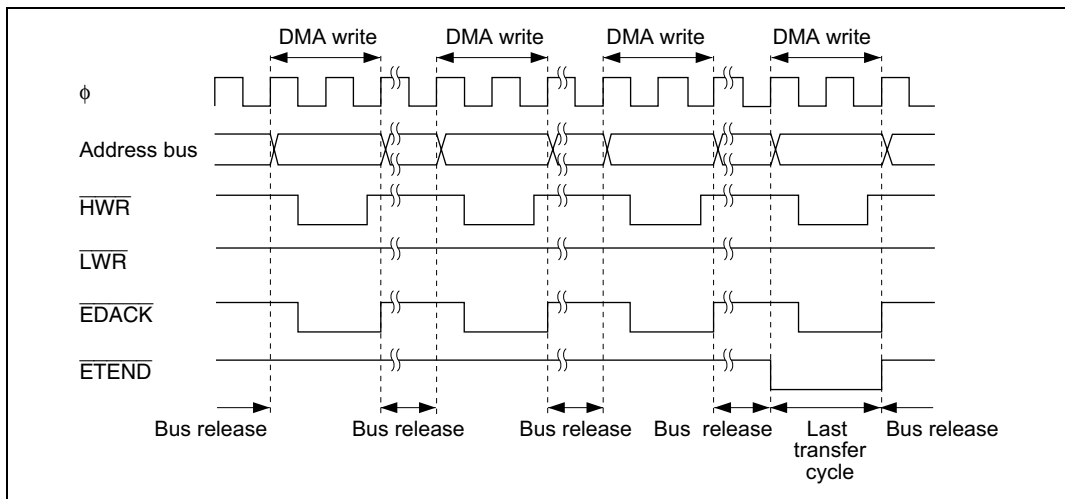 DMA write DMA write DMA write DMA write
ϕ
Address bus
HWR
LWR
EDACK
ETEND
Bus release Bus release Bus release Bus release Last transfer cycle Bus release